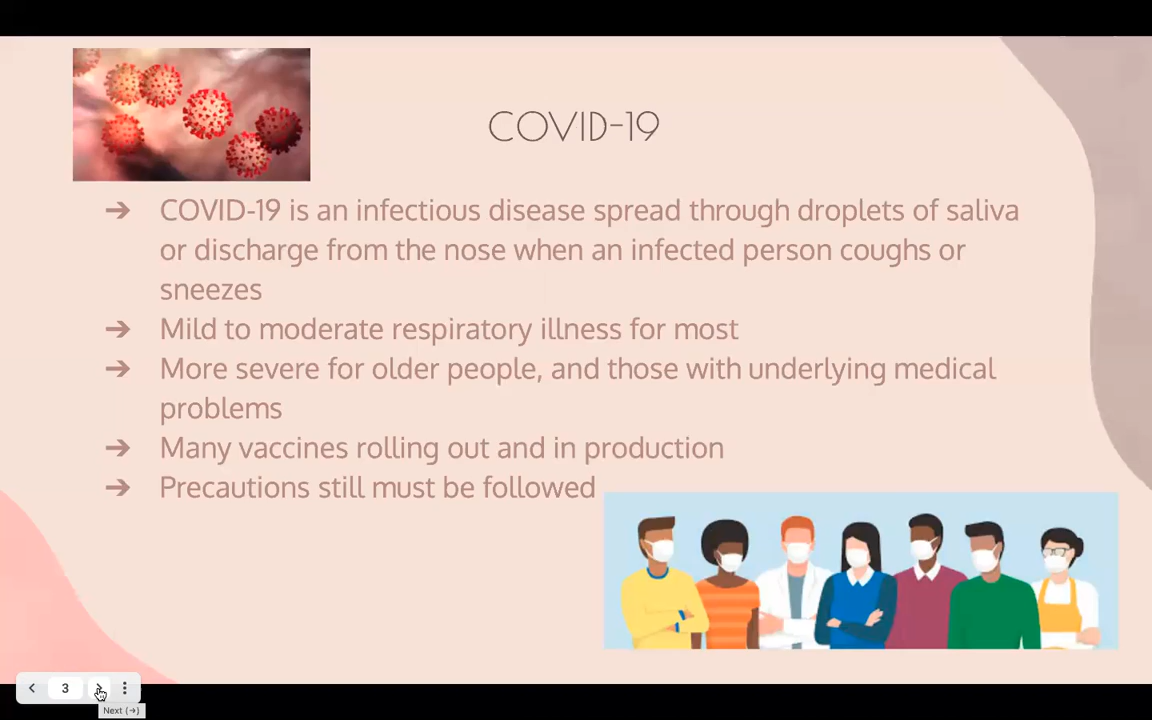 COVID-19
➔ COVID-19 is an infectious disease spread through droplets of saliva
or discharge from the nose when an infected person coughs or
sneezes
➔ Mild to moderate respiratory illness for most
➔ More severe for older people, and those with underlying medical
problems
➔ Many vaccines rolling out and in production
➔ Precautions still must be followed
3
Next (→)